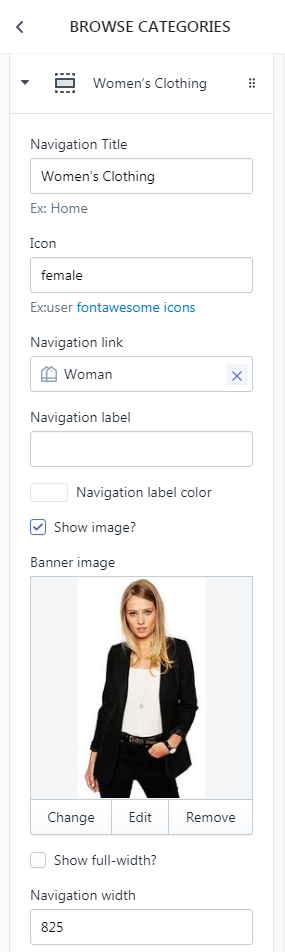 BROWSE CATEGORIES
Women's Clothing
Navigation Title
Women's Clothing
Ex: Home
Icon
female
Ex:user fontawesome icons
Navigation link
Woman
Navigation label
Navigation label color
Show image?
Banner image
Change Edit Remove
Show full-width?
Navigation width
825